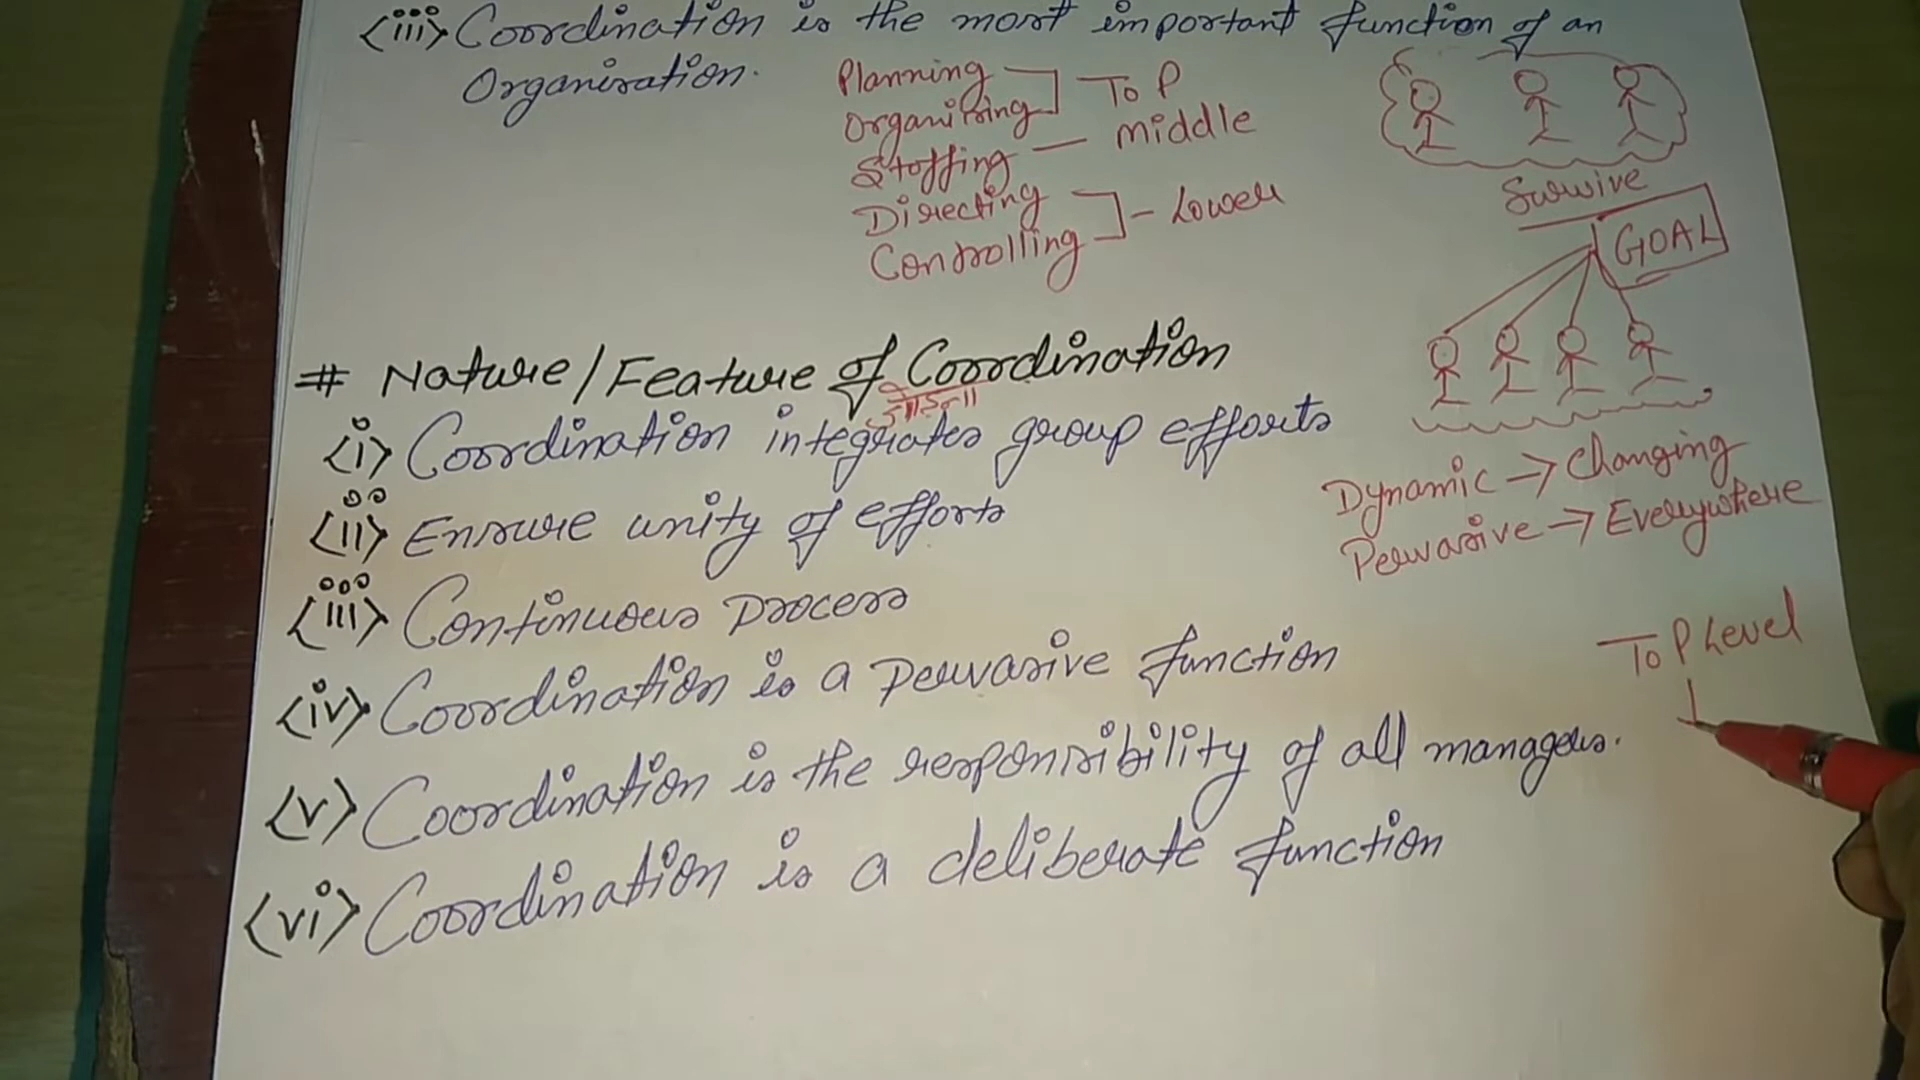 <iii> Coordination is the most important function of an
Organisation.
Planning
Organising
Staffing
Directing
Controlling
Top
middle
Lower
Survive
GOAL
# Nature/Feature of Coordination
<i> Coordination integrates group efforts
<ii> Ensure unity of efforts
<iii> Continuous process
<iv> Coordination is a pervasive function
<v> Coordination is the responsibility of all managers.
<vi> Coordination is a deliberate function
Dynamic → Changing
Pervasive → Everywhere
Top Level